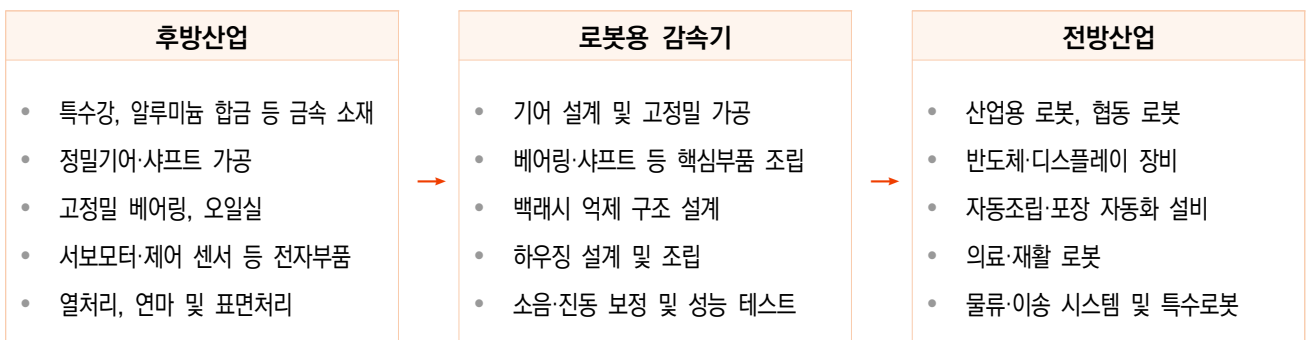 후방산업
• 특수강, 알루미늄 합금 등 금속 소재
• 정밀기어·샤프트 가공
• 고정밀 베어링, 오일실
• 서보모터·제어 센서 등 전자부품
• 열처리, 연마 및 표면처리
→
로봇용 감속기
• 기어 설계 및 고정밀 가공
• 베어링·샤프트 등 핵심부품 조립
• 백래시 억제 구조 설계
• 하우징 설계 및 조립
• 소음·진동 보정 및 성능 테스트
→
전방산업
• 산업용 로봇, 협동 로봇
• 반도체·디스플레이 장비
• 자동조립·포장 자동화 설비
• 의료·재활 로봇
• 물류·이송 시스템 및 특수로봇